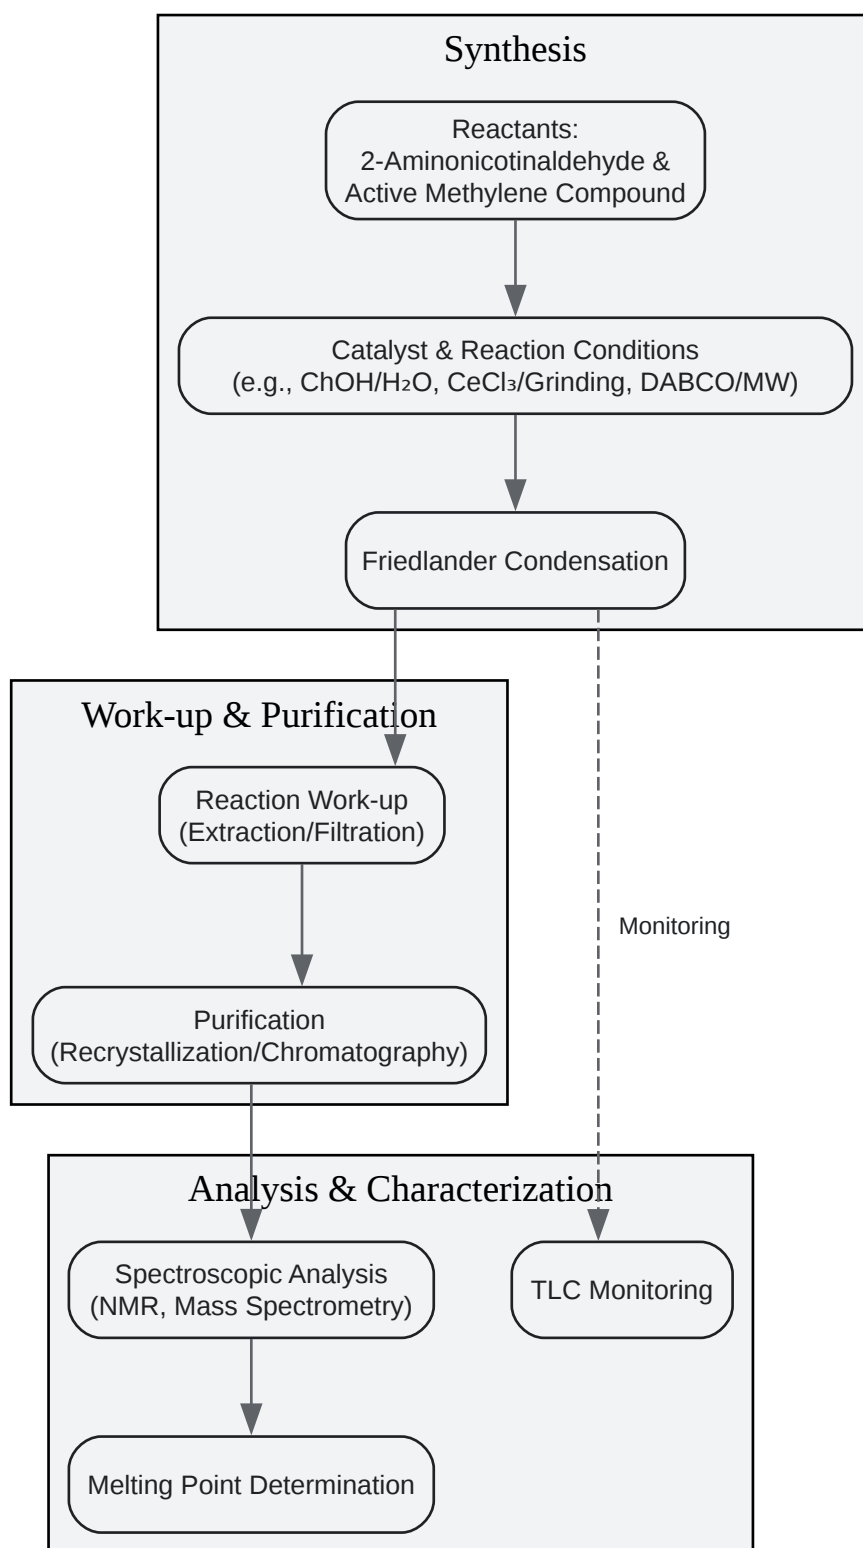 Synthesis
Reactants:
2-Aminonicotinaldehyde &
Active Methylene Compound
Catalyst & Reaction Conditions
(e.g., ChOH/H₂O, CeCl₃/Grinding, DABCO/MW)
Friedlander Condensation
Work-up & Purification
Reaction Work-up
(Extraction/Filtration)
Monitoring
Purification
(Recrystallization/Chromatography)
Analysis & Characterization
Spectroscopic Analysis
(NMR, Mass Spectrometry)
TLC Monitoring
Melting Point Determination